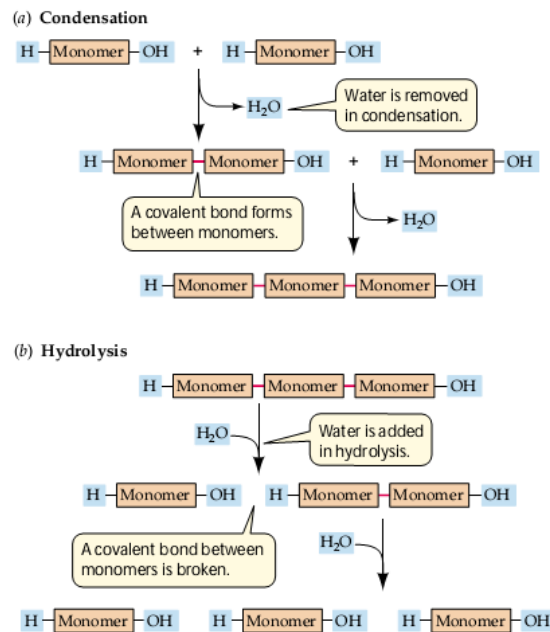 (a) Condensation
H Monomer OH + H Monomer OH
H₂O
Water is removed
in condensation.
H Monomer Monomer OH + H Monomer OH
A covalent bond forms
between monomers.
H₂O
H Monomer Monomer Monomer OH
(b) Hydrolysis
H Monomer Monomer Monomer OH
H₂O
Water is added
in hydrolysis.
H Monomer OH H Monomer Monomer OH
A covalent bond between
monomers is broken.
H₂O
H Monomer OH H Monomer OH H Monomer OH